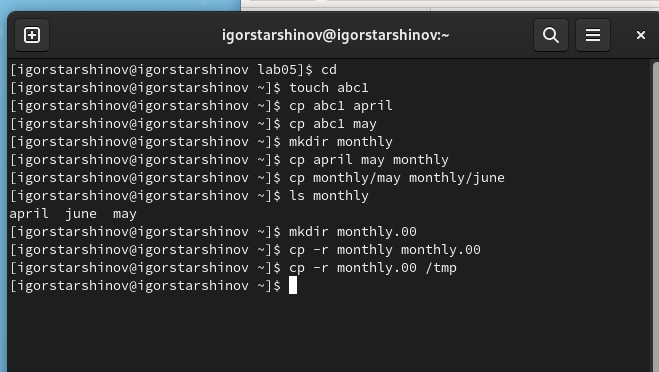 igorstarshinov@igorstarshinov:~
[igorstarshinov@igorstarshinov lab05]$ cd
[igorstarshinov@igorstarshinov ~]$ touch abc1
[igorstarshinov@igorstarshinov ~]$ cp abc1 april
[igorstarshinov@igorstarshinov ~]$ cp abc1 may
[igorstarshinov@igorstarshinov ~]$ mkdir monthly
[igorstarshinov@igorstarshinov ~]$ cp april may monthly
[igorstarshinov@igorstarshinov ~]$ cp monthly/may monthly/june
[igorstarshinov@igorstarshinov ~]$ ls monthly
april  june  may
[igorstarshinov@igorstarshinov ~]$ mkdir monthly.00
[igorstarshinov@igorstarshinov ~]$ cp -r monthly monthly.00
[igorstarshinov@igorstarshinov ~]$ cp -r monthly.00 /tmp
[igorstarshinov@igorstarshinov ~]$